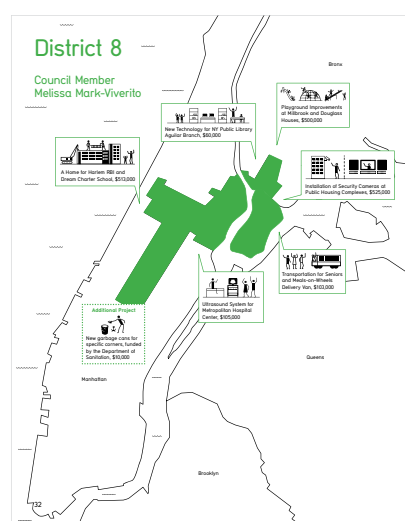 District 8
Council Member
Melissa Mark-Viverito
Bronx
Playground Improvements
at Millbrook and Douglass
Houses, $500,000
New Technology for NY Public Library
Aguilar Branch, $80,000
A Home for Harlem RBI and
Dream Charter School, $513,000
Installation of Security Cameras at
Public Housing Complexes, $525,000
Transportation for Seniors
and Meals-on-Wheels
Delivery Van, $103,000
Ultrasound System for
Metropolitan Hospital
Center, $105,000
Additional Project
New garbage cans for
specific corners, funded
by the Department of
Sanitation, $10,000
Queens
Manhattan
Brooklyn
32